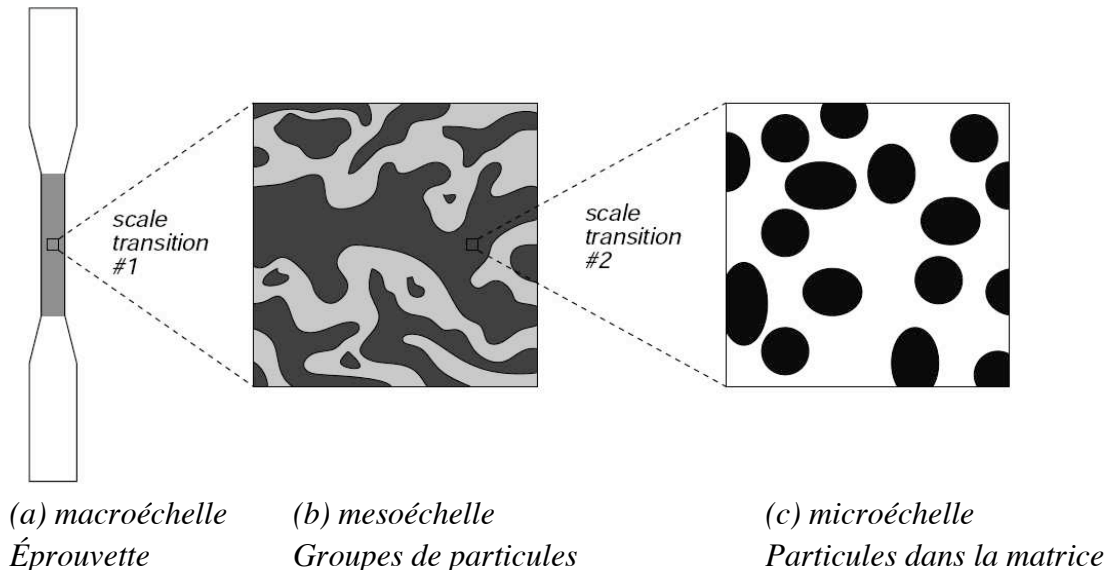 scale
transition
#1
scale
transition
#2
(a) macroéchelle
Éprouvette
(b) mesoéchelle
Groupes de particules
(c) microéchelle
Particules dans la matrice